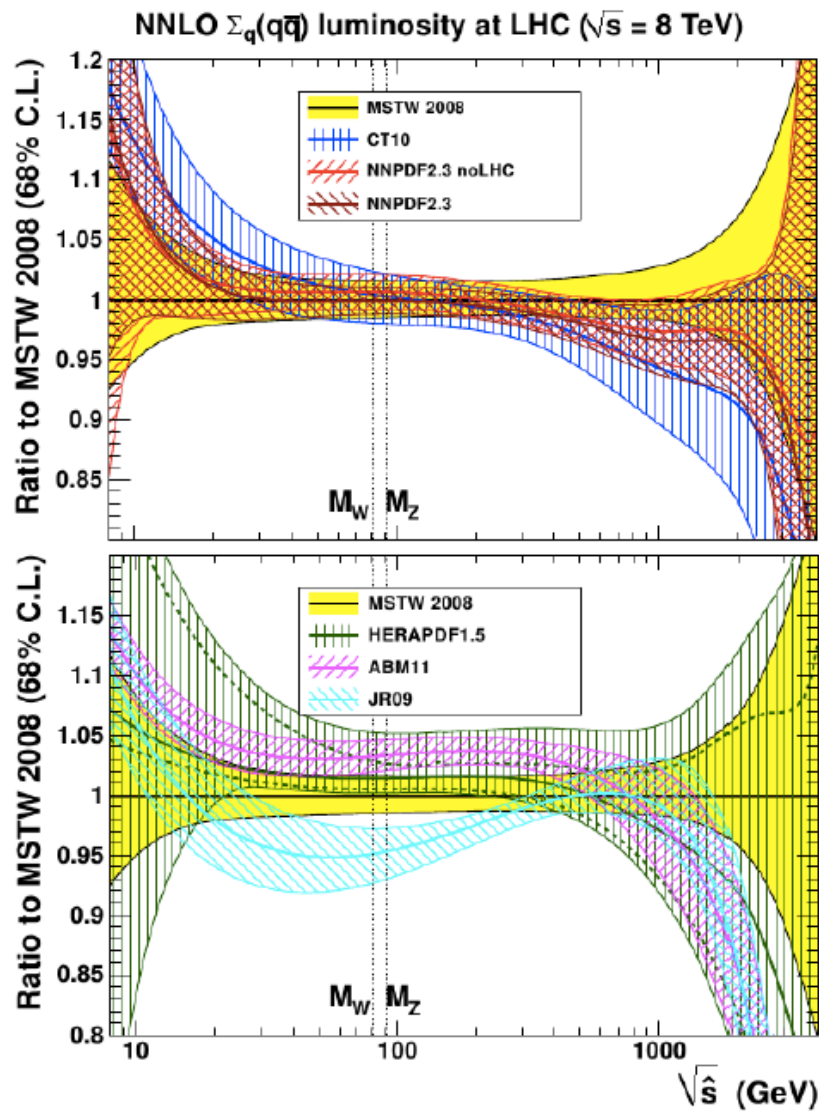 NNLO Σq(qq̄) luminosity at LHC (√s = 8 TeV)
Ratio to MSTW 2008 (68% C.L.)
1.2
1.15
1.1
1.05
1
0.95
0.9
0.85
MSTW 2008
CT10
NNPDF2.3 noLHC
NNPDF2.3
MW MZ
Ratio to MSTW 2008 (68% C.L.)
1.15
1.1
1.05
1
0.95
0.9
0.85
0.8
MSTW 2008
HERAPDF1.5
ABM11
JR09
MW MZ
10 100 1000
√ŝ (GeV)